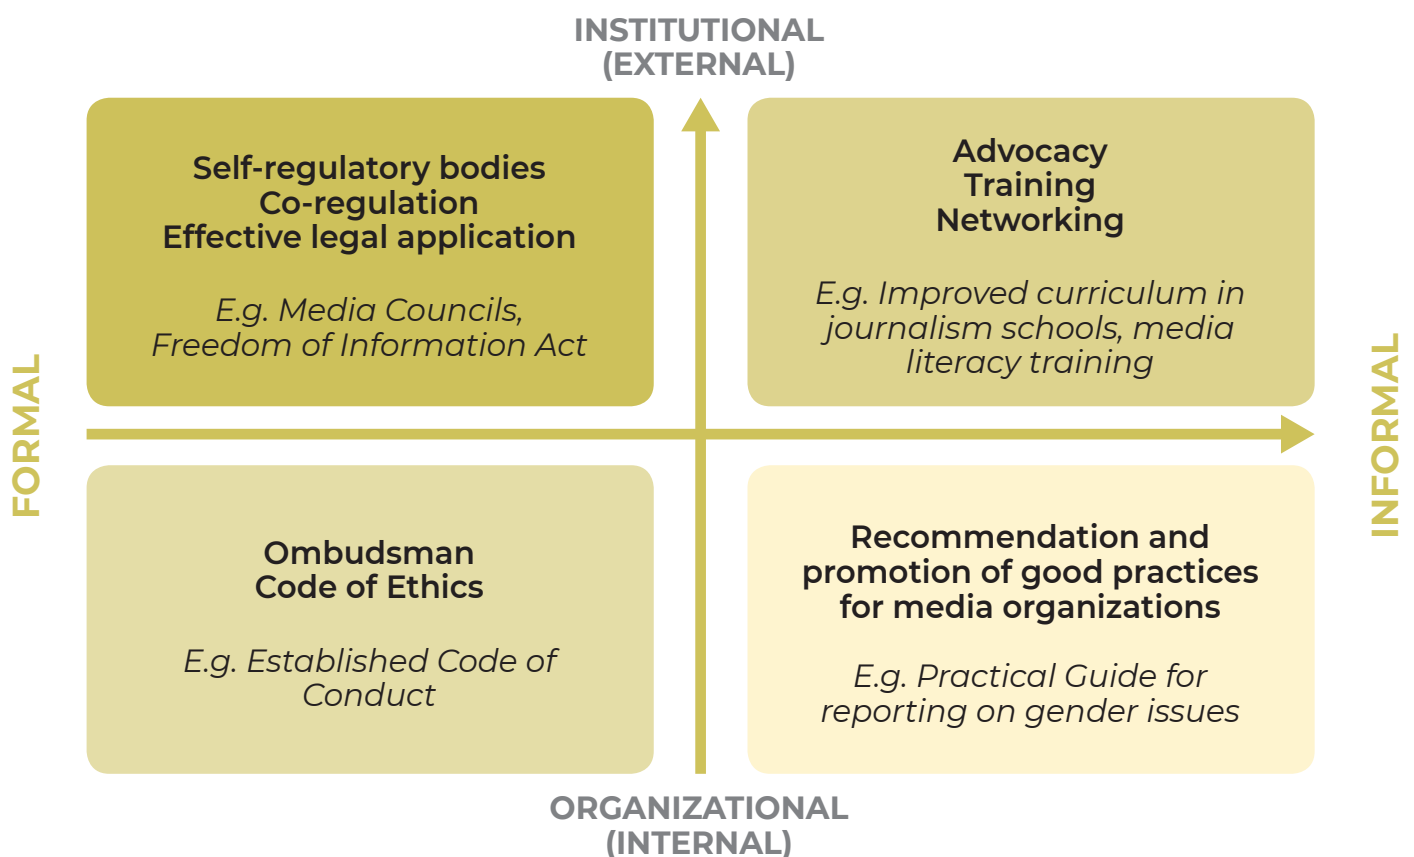 INSTITUTIONAL
(EXTERNAL)
Self-regulatory bodies
Co-regulation
Effective legal application
E.g. Media Councils,
Freedom of Information Act
Advocacy
Training
Networking
E.g. Improved curriculum in
journalism schools, media
literacy training
FORMAL
INFORMAL
Ombudsman
Code of Ethics
E.g. Established Code of
Conduct
Recommendation and
promotion of good practices
for media organizations
E.g. Practical Guide for
reporting on gender issues
ORGANIZATIONAL
(INTERNAL)